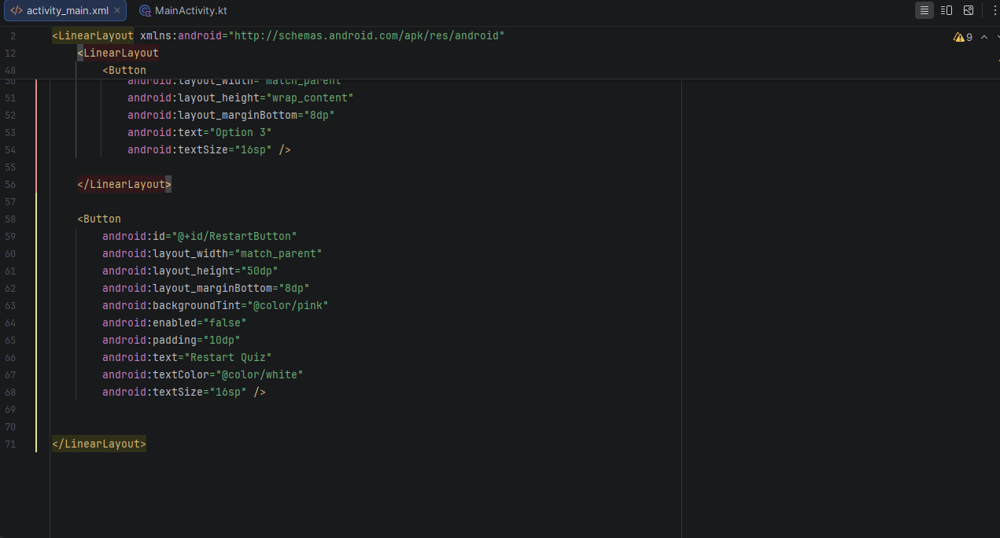 </> activity_main.xml × MainActivity.kt
2 <LinearLayout xmlns:android="http://schemas.android.com/apk/res/android"
9
12 <LinearLayout
48 <Button
50 android:layout_width="match_parent"
51 android:layout_height="wrap_content"
52 android:layout_marginBottom="8dp"
53 android:text="Option 3"
54 android:textSize="16sp" />
55
56 </LinearLayout>
57
58 <Button
59 android:id="@+id/RestartButton"
60 android:layout_width="match_parent"
61 android:layout_height="50dp"
62 android:layout_marginBottom="8dp"
63 android:backgroundTint="@color/pink"
64 android:enabled="false"
65 android:padding="10dp"
66 android:text="Restart Quiz"
67 android:textColor="@color/white"
68 android:textSize="16sp" />
69
70
71 </LinearLayout>